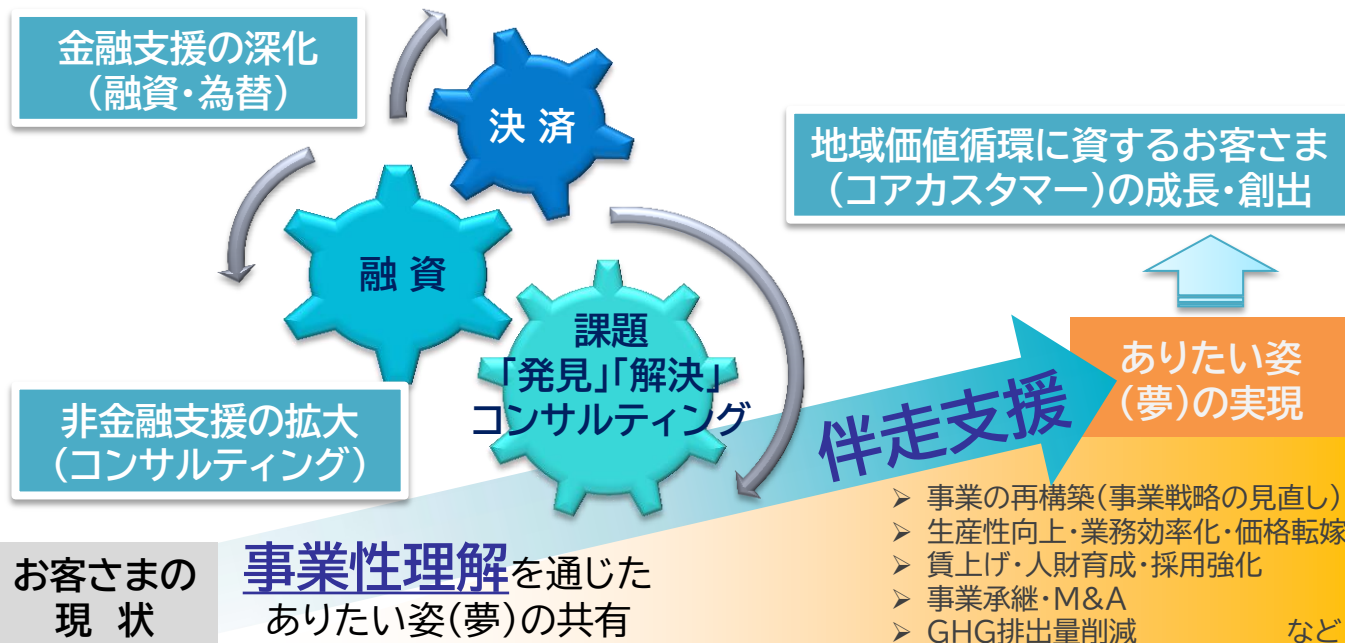 金融支援の深化
（融資・為替）
決 済
融 資
課題
「発見」「解決」
コンサルティング
非金融支援の拡大
（コンサルティング）
地域価値循環に資するお客さま
（コアカスタマー）の成長・創出
ありたい姿
（夢）の実現
伴走支援
➢ 事業の再構築（事業戦略の見直し）
➢ 生産性向上・業務効率化・価格転嫁
➢ 賃上げ・人財育成・採用強化
➢ 事業承継・M&A
➢ GHG排出量削減 など
お客さまの
現 状
事業性理解を通じた
ありたい姿（夢）の共有